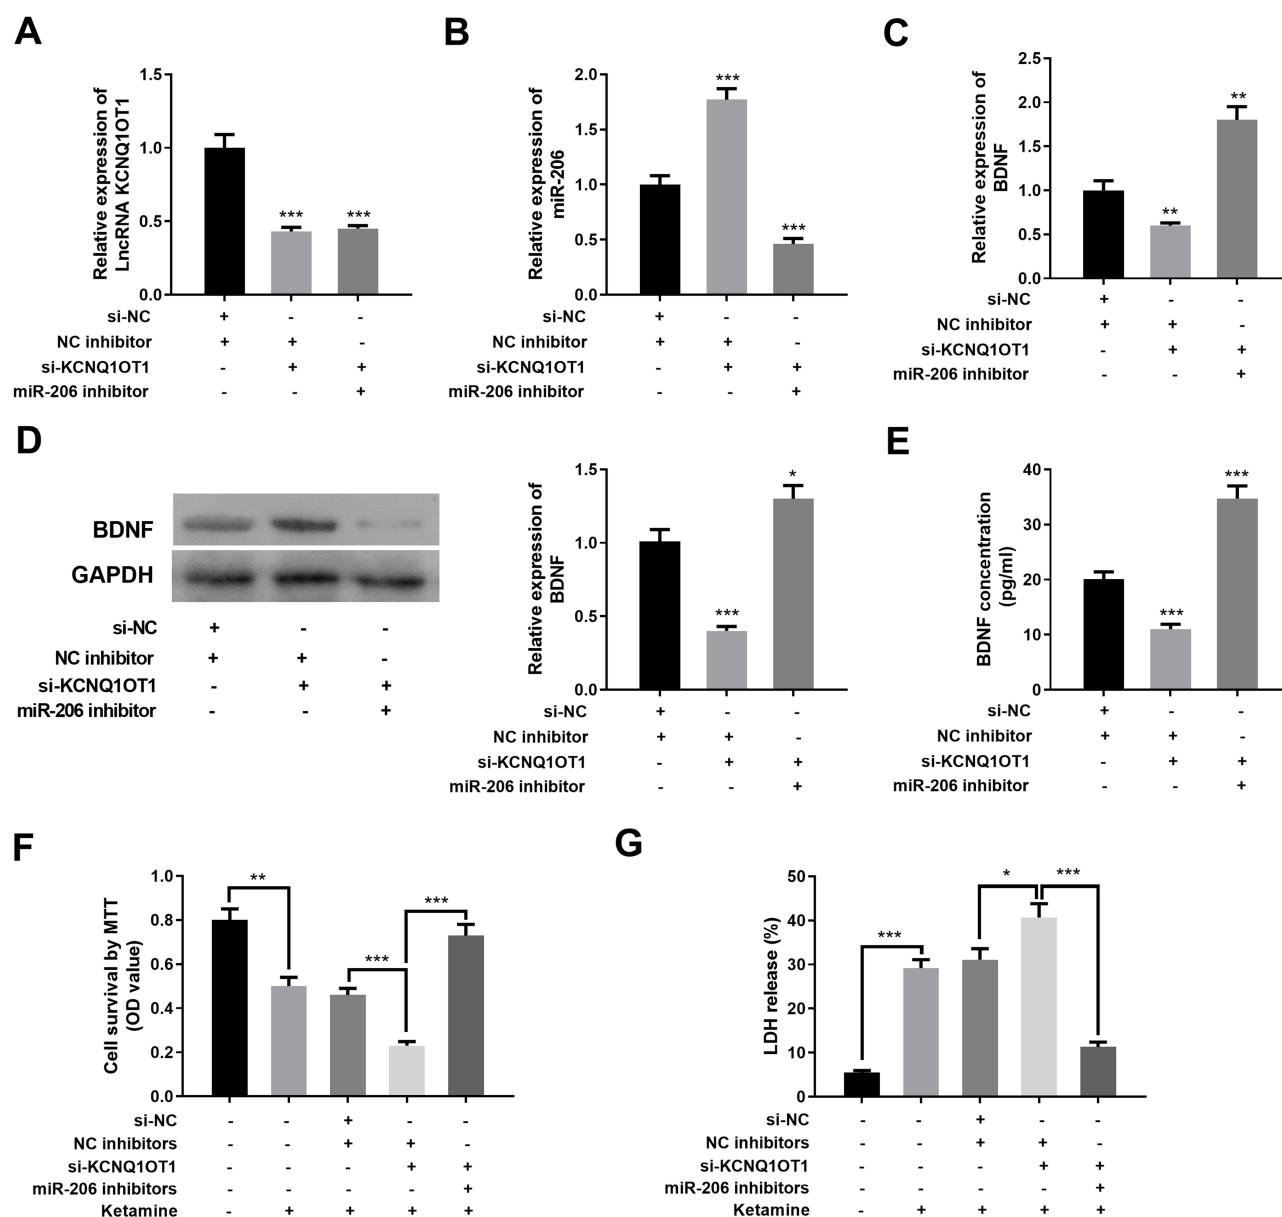 A
Relative expression of
LncRNA KCNQ1OT1
1.5
1.0
0.5
0.0
*** ***
si-NC + - -
NC inhibitor + + -
si-KCNQ1OT1 - + +
miR-206 inhibitor - - +
B
Relative expression of
miR-206
2.0
1.5
1.0
0.5
0.0
***
***
si-NC + - -
NC inhibitor + + -
si-KCNQ1OT1 - + +
miR-206 inhibitor - - +
C
Relative expression of
BDNF
2.5
2.0
1.5
1.0
0.5
0.0
**
**
si-NC + - -
NC inhibitor + + -
si-KCNQ1OT1 - + +
miR-206 inhibitor - - +
D
BDNF
GAPDH
si-NC + - -
NC inhibitor + + -
si-KCNQ1OT1 - + +
miR-206 inhibitor - - +
Relative expression of
BDNF
1.5
1.0
0.5
0.0
***
*
si-NC + - -
NC inhibitor + + -
si-KCNQ1OT1 - + +
miR-206 inhibitor - - +
E
BDNF concentration
(pg/ml)
40
30
20
10
0
***
***
si-NC + - -
NC inhibitor + + -
si-KCNQ1OT1 - + +
miR-206 inhibitor - - +
F
Cell survival by MTT
(OD value)
1.0
0.8
0.6
0.4
0.2
0.0
**
***
***
si-NC - - + - -
NC inhibitors - - + + -
si-KCNQ1OT1 - - - + +
miR-206 inhibitors - - - - +
Ketamine - + + + +
G
LDH release (%)
50
40
30
20
10
0
***
*
***
si-NC - - + - -
NC inhibitors - - + + -
si-KCNQ1OT1 - - - + +
miR-206 inhibitors - - - - +
Ketamine - + + + +